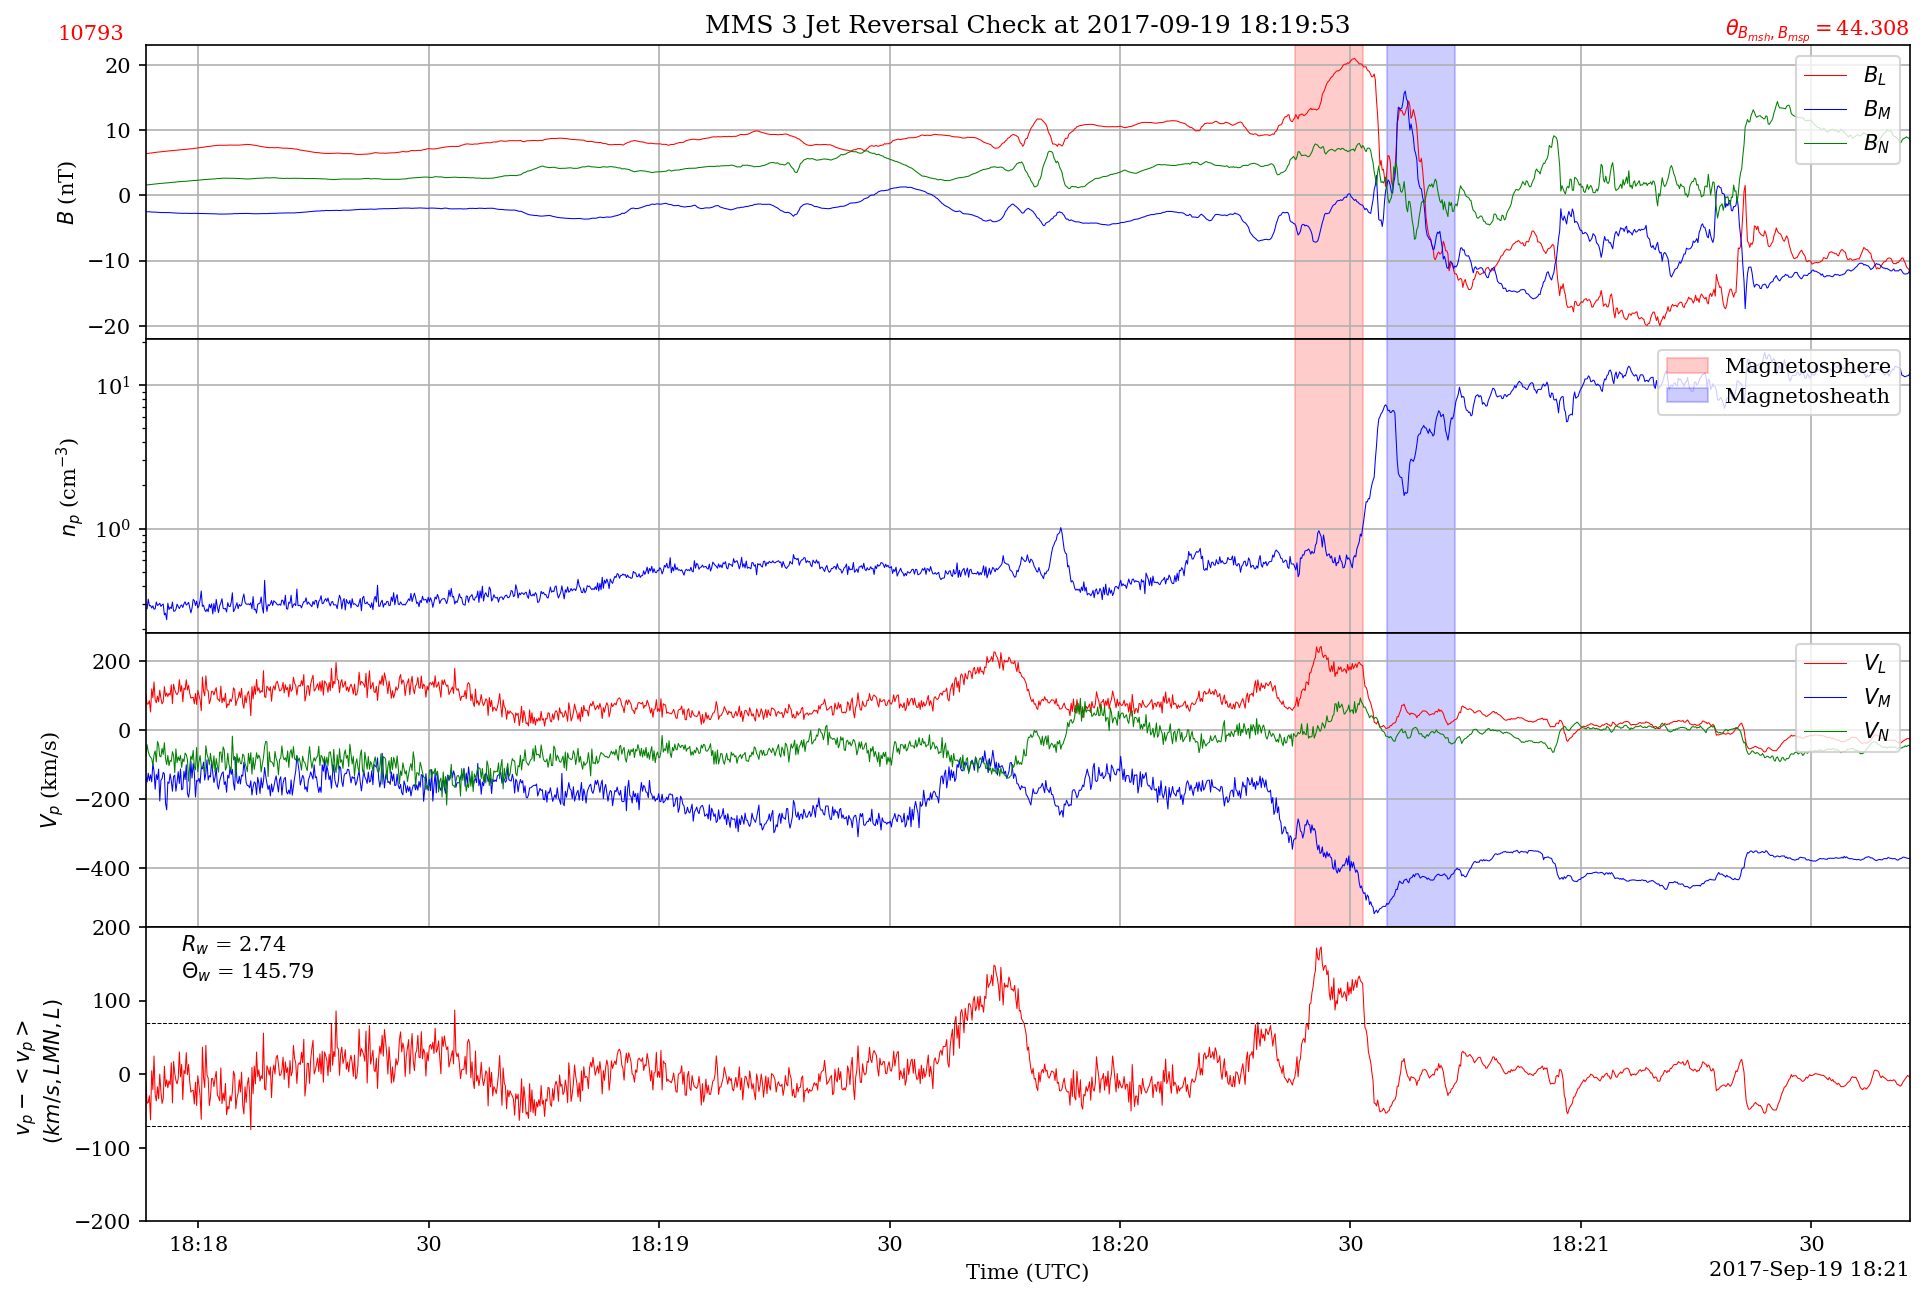 10793
MMS 3 Jet Reversal Check at 2017-09-19 18:19:53
θ_{B_{msh}, B_{msp}} = 44.308
20
10
0
−10
−20
B (nT)
B_L
B_M
B_N
10^1
10^0
n_p (cm^{−3})
Magnetosphere
Magnetosheath
200
0
−200
−400
V_p (km/s)
V_L
V_M
V_N
200
100
0
−100
−200
v_p − < v_p >
(km/s, LMN, L)
R_w = 2.74
Θ_w = 145.79
18:18
30
18:19
30
18:20
30
18:21
30
Time (UTC)
2017-Sep-19 18:21